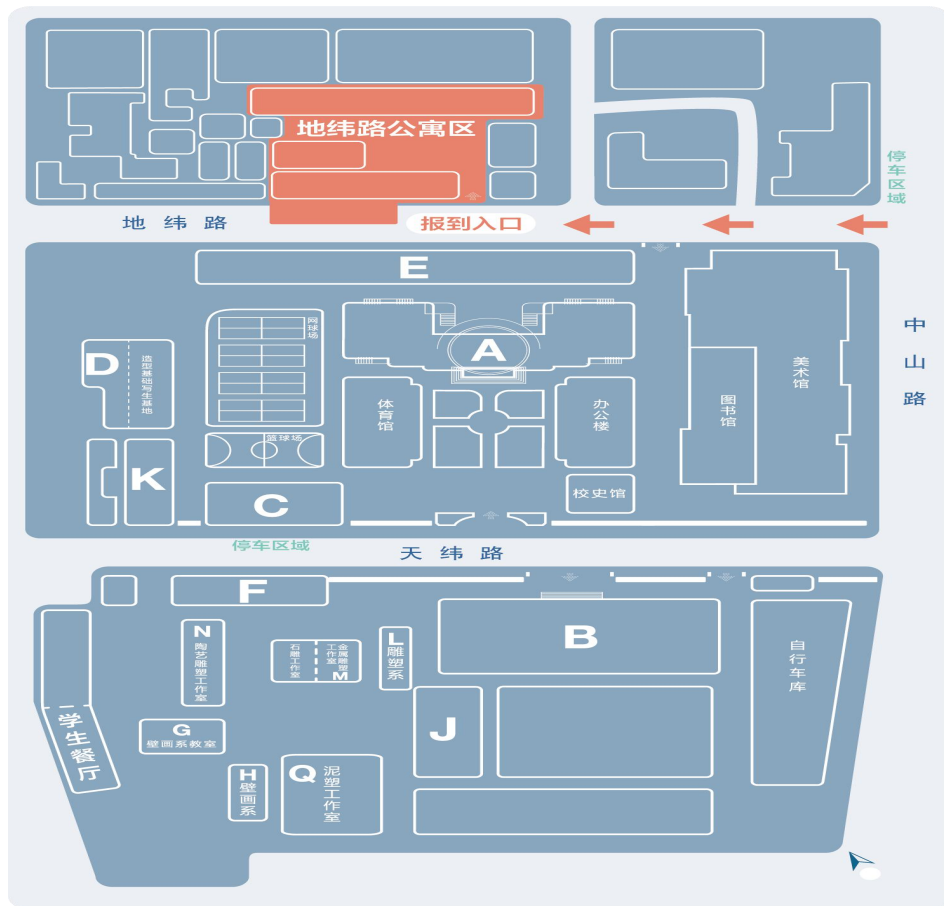 地纬路公寓区
停车区域
地纬路
报到入口
E
网球场
A
中山路
D
造型基础写生基地
体育馆
办公楼
图书馆
美术馆
篮球场
K
C
校史馆
停车区域
天纬路
F
B
N
陶艺雕塑工作室
石雕工作室
金属雕塑工作室
M
L
雕塑系
自行车库
学生餐厅
G
壁画系教室
J
H
壁画系
Q
泥塑工作室